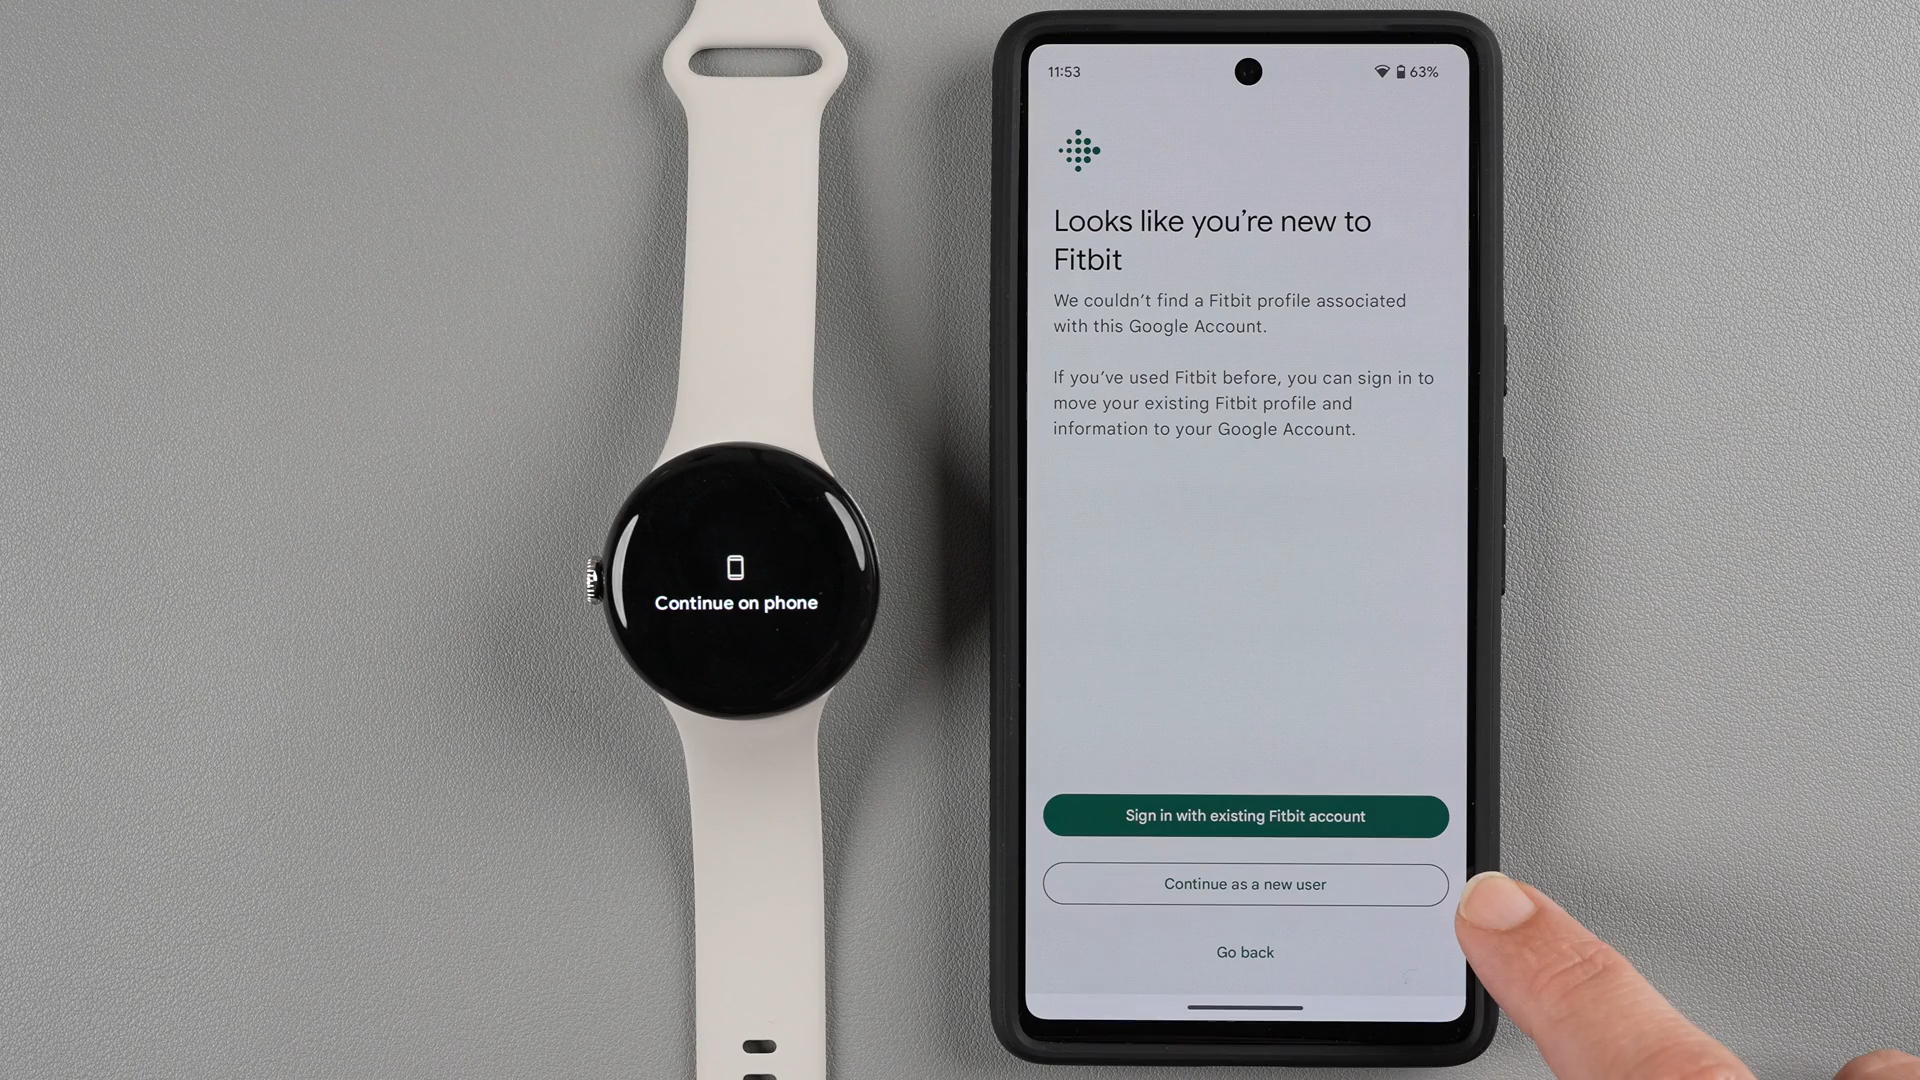 Continue on phone
11:53
63%
Looks like you’re new to
Fitbit
We couldn’t find a Fitbit profile associated
with this Google Account.
If you’ve used Fitbit before, you can sign in to
move your existing Fitbit profile and
information to your Google Account.
Sign in with existing Fitbit account
Continue as a new user
Go back